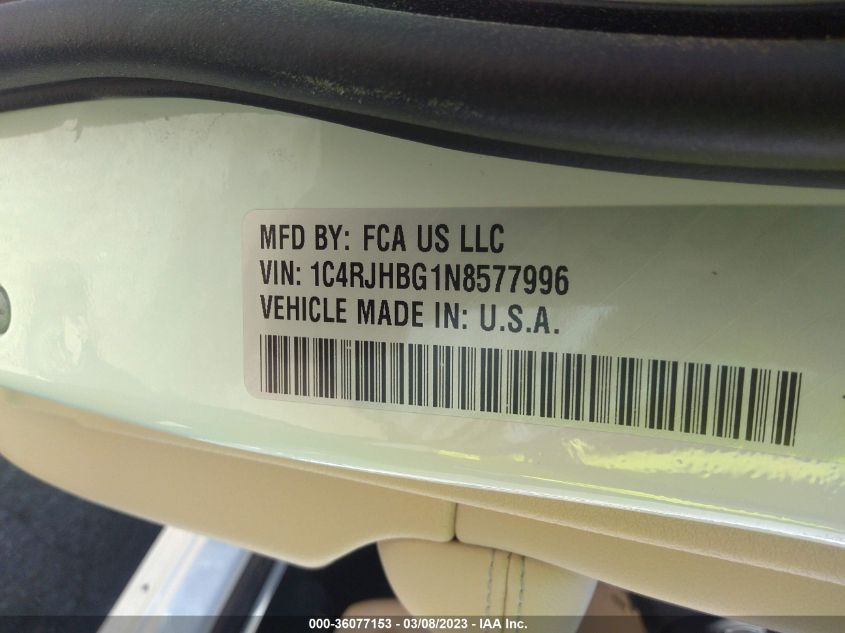 MFD BY: FCA US LLC
VIN: 1C4RJHBG1N8577996
VEHICLE MADE IN: U.S.A.
000-36077153 - 03/08/2023 - IAA Inc.